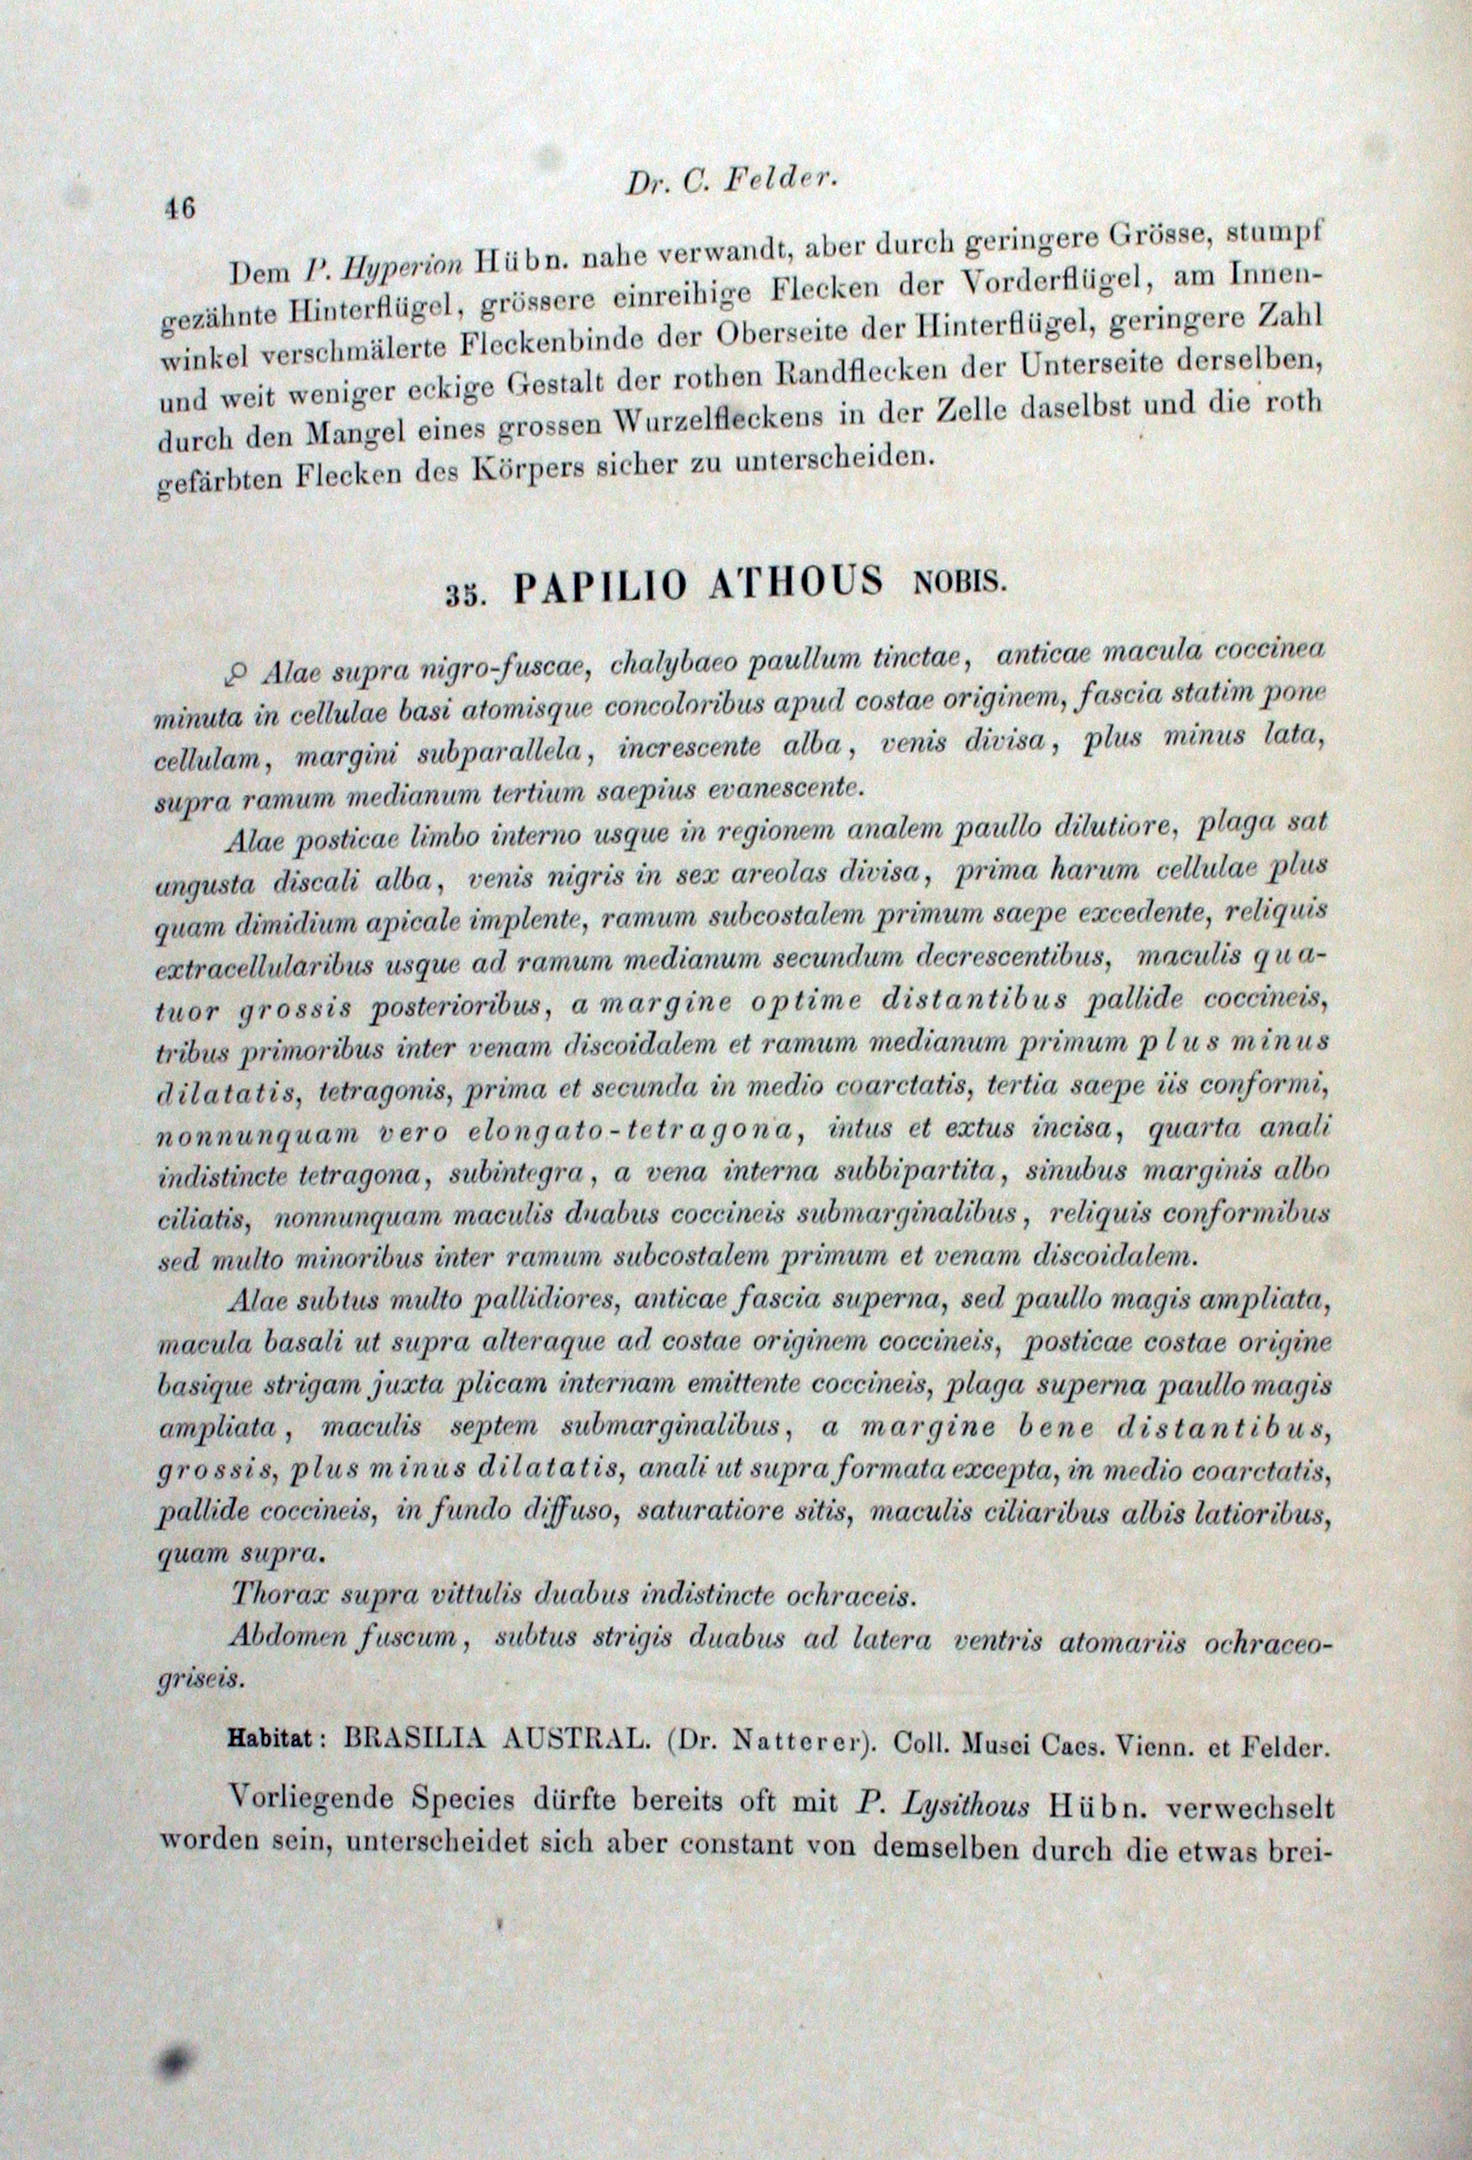 46
Dr. C. Felder.
Dem P. Hyperion Hübn. nahe verwandt, aber durch geringere Grösse, stumpf
gezähnte Hinterflügel, grössere einreihige Flecken der Vorderflügel, am Innen-
winkel verschmälerte Fleckenbinde der Oberseite der Hinterflügel, geringere Zahl
und weit weniger eckige Gestalt der rothen Randflecken der Unterseite derselben,
durch den Mangel eines grossen Wurzelfleckens in der Zelle daselbst und die roth
gefärbten Flecken des Körpers sicher zu unterscheiden.
35. PAPILIO ATHOUS NOBIS.
Alae supra nigro-fuscae, chalybaeo paullum tinctae, anticae macula coccinea
minuta in cellulae basi atomisque concoloribus apud costae originem, fascia statim pone
cellulam, margini subparallela, increscente alba, venis divisa, plus minus lata,
supra ramum medianum tertium saepius evanescente.
Alae posticae limbo interno usque in regionem analem paullo dilutiore, plaga sat
angusta discali alba, venis nigris in sex areolas divisa, prima harum cellulae plus
quam dimidium apicale implente, ramum subcostalem primum saepe excedente, reliquis
extracellularibus usque ad ramum medianum secundum decrescentibus, maculis qua-
tuor grossis posterioribus, a margine optime distantibus pallide coccineis,
tribus primoribus inter venam discoidalem et ramum medianum primum plus minus
dilatatis, tetragonis, prima et secunda in medio coarctatis, tertia saepe iis conformi,
nonnunquam vero elongato-tetragona, intus et extus incisa, quarta anali
indistincte tetragona, subintegra, a vena interna subbipartita, sinubus marginis albo
ciliatis, nonnunquam maculis duabus coccineis submarginalibus, reliquis conformibus
sed multo minoribus inter ramum subcostalem primum et venam discoidalem.
Alae subtus multo pallidiores, anticae fascia superna, sed paullo magis ampliata,
macula basali ut supra alteraque ad costae originem coccineis, posticae costae origine
basique strigam juxta plicam internam emittente coccineis, plaga superna paullo magis
ampliata, maculis septem submarginalibus, a margine bene distantibus,
grossis, plus minus dilatatis, anali ut supra formata excepta, in medio coarctatis,
pallide coccineis, in fundo diffuso, saturatiore sitis, maculis ciliaribus albis latioribus,
quam supra.
Thorax supra vittulis duabus indistincte ochraceis.
Abdomen fuscum, subtus strigis duabus ad latera ventris atomariis ochraceo-
griseis.
Habitat: BRASILIA AUSTRAL. (Dr. Natterer). Coll. Musei Caes. Vienn. et Felder.
Vorliegende Species dürfte bereits oft mit P. Lysithous Hübn. verwechselt
worden sein, unterscheidet sich aber constant von demselben durch die etwas brei-